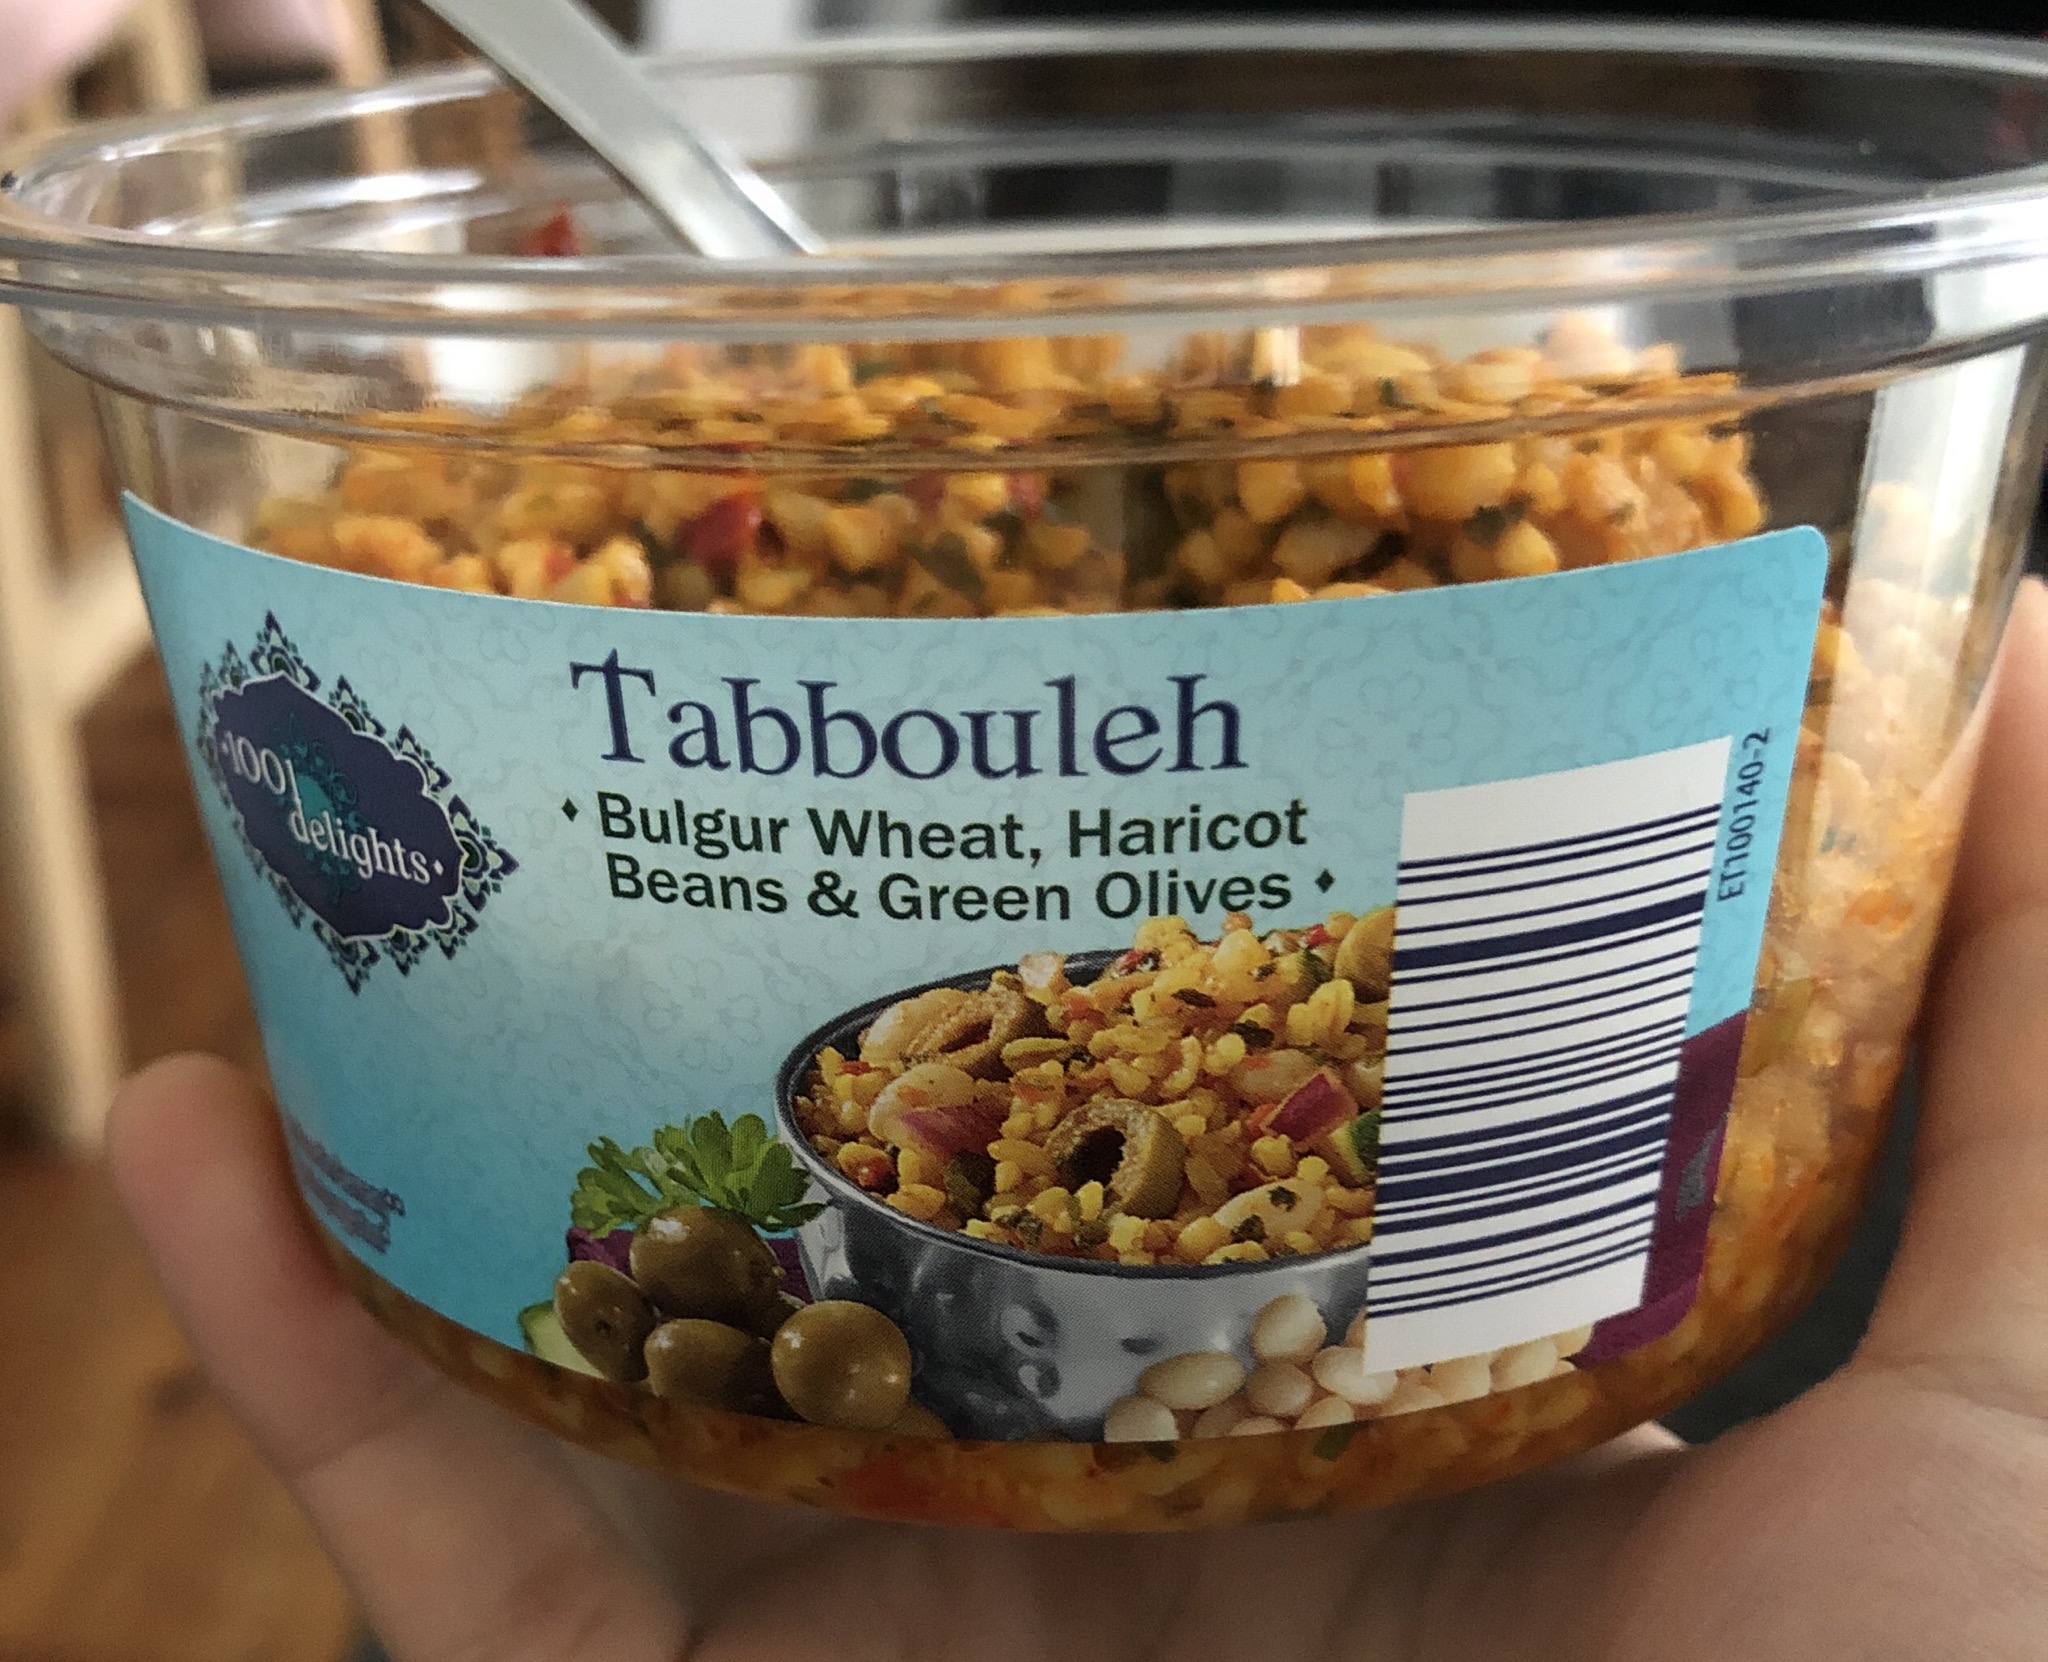 ·1001
delights·
Tabbouleh
⬩ Bulgur Wheat, Haricot
Beans & Green Olives ⬩
ET100140-2